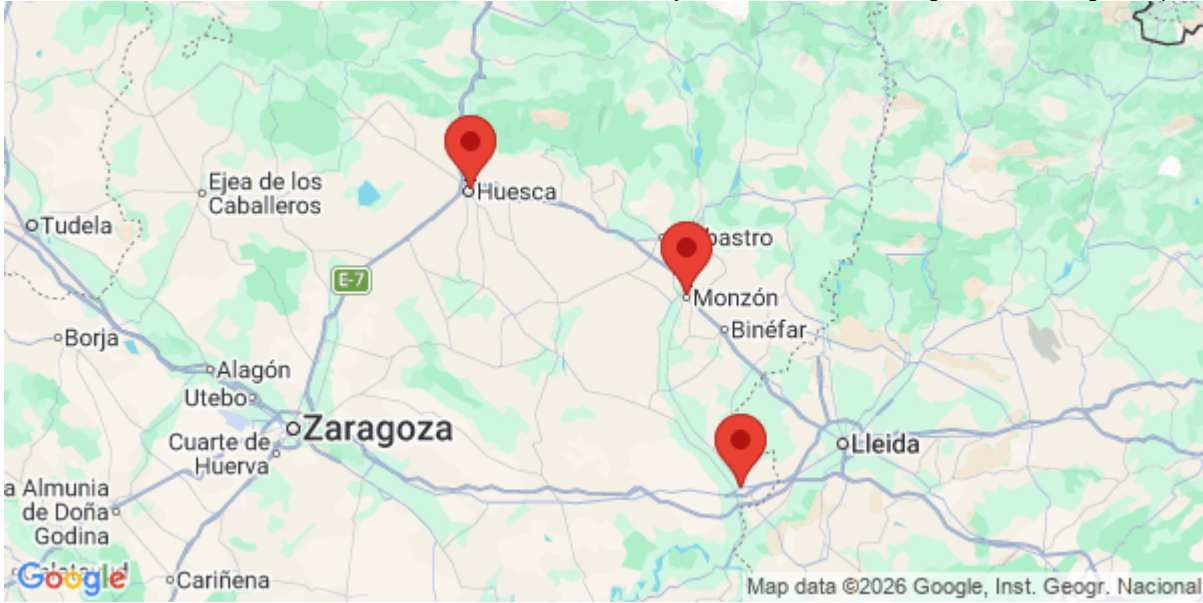 Huesca
Ejea de los
Caballeros
Tudela
bastro
E-7
Monzón
Binéfar
Borja
Alagón
Utebo
Zaragoza
Cuarte de
Huerva
Lleida
a Almunia
de Doña
Godina
Google
Cariñena
Map data ©2026 Google, Inst. Geogr. Nacional